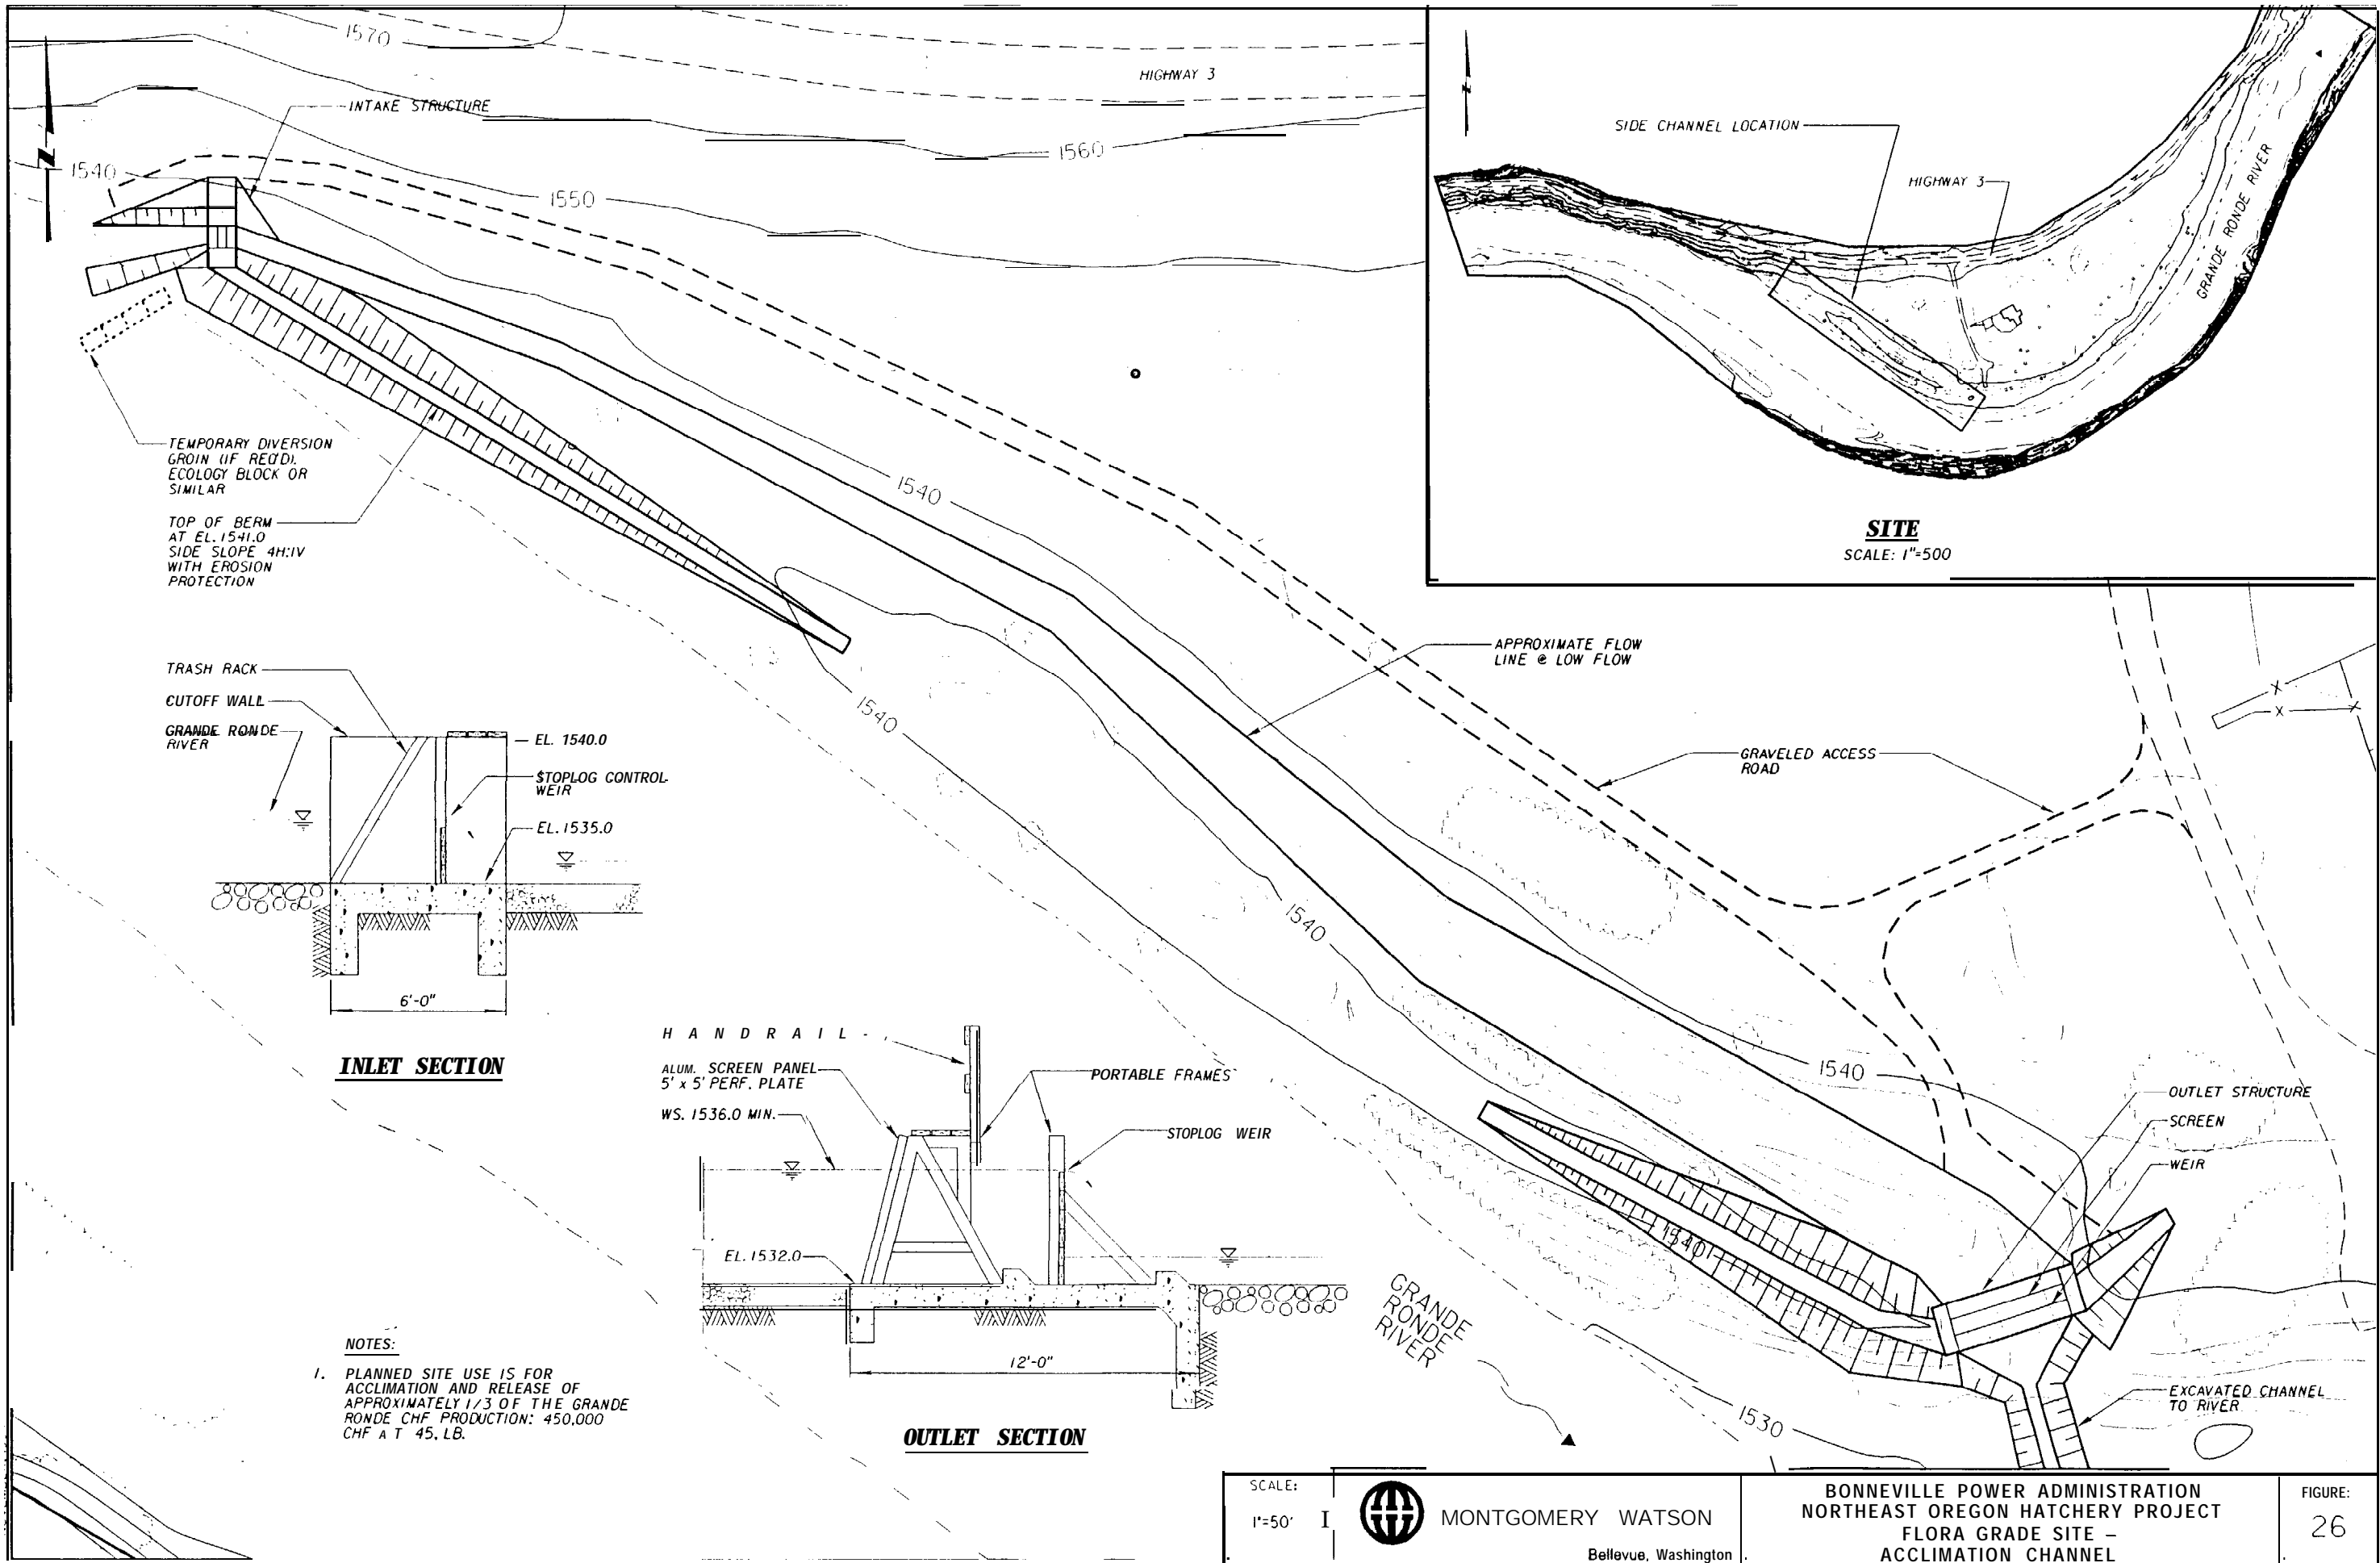 1570
HIGHWAY 3
INTAKE STRUCTURE
N
1540
1560
1550
TEMPORARY DIVERSION
GROIN (IF REQ'D).
ECOLOGY BLOCK OR
SIMILAR
TOP OF BERM
AT EL. 1541.0
SIDE SLOPE 4H:1V
WITH EROSION
PROTECTION
1540
1540
N
SIDE CHANNEL LOCATION
HIGHWAY 3
GRANDE RONDE RIVER
SITE
SCALE: 1"=500
APPROXIMATE FLOW
LINE @ LOW FLOW
GRAVELED ACCESS
ROAD
X
X
X
TRASH RACK
CUTOFF WALL
GRANDE RONDE
RIVER
EL. 1540.0
STOPLOG CONTROL
WEIR
EL. 1535.0
6'-0"
INLET SECTION
1540
1540
1540
HANDRAIL
ALUM. SCREEN PANEL
5' x 5' PERF. PLATE
WS. 1536.0 MIN.
PORTABLE FRAMES
STOPLOG WEIR
EL. 1532.0
12'-0"
OUTLET SECTION
OUTLET STRUCTURE
SCREEN
WEIR
GRANDE
RONDE
RIVER
1530
EXCAVATED CHANNEL
TO RIVER
NOTES:
1. PLANNED SITE USE IS FOR
ACCLIMATION AND RELEASE OF
APPROXIMATELY 1/3 OF THE GRANDE
RONDE CHF PRODUCTION: 450,000
CHF AT 45. LB.
SCALE:
1"=50'
MONTGOMERY WATSON
Bellevue, Washington
BONNEVILLE POWER ADMINISTRATION
NORTHEAST OREGON HATCHERY PROJECT
FLORA GRADE SITE –
ACCLIMATION CHANNEL
FIGURE:
26